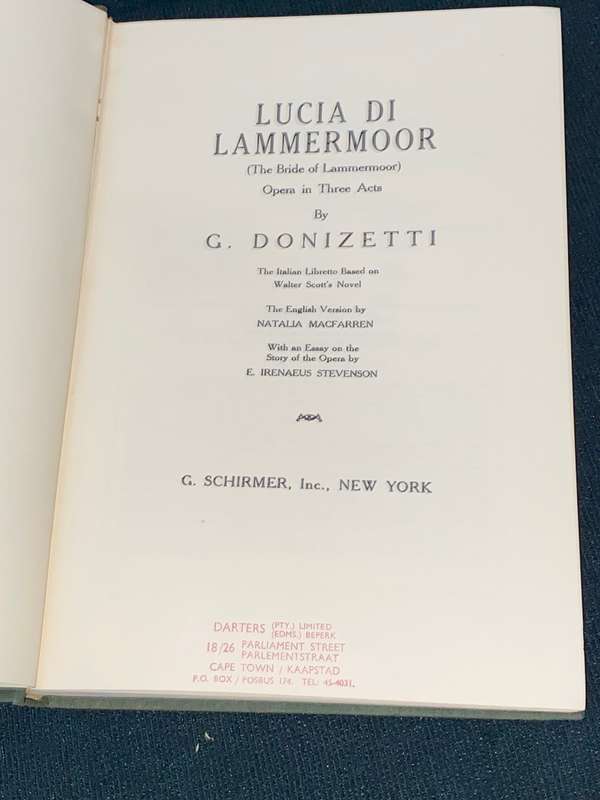 LUCIA DI
LAMMERMOOR
(The Bride of Lammermoor)
Opera in Three Acts
By
G. DONIZETTI
The Italian Libretto Based on
Walter Scott's Novel
The English Version by
NATALIA MACFARREN
With an Essay on the
Story of the Opera by
E. IRENAEUS STEVENSON
G. SCHIRMER, Inc., NEW YORK
DARTERS (PTY.) LIMITED
(EDMS.) BEPERK
18/26 PARLIAMENT STREET
PARLEMENTSTRAAT
CAPE TOWN / KAAPSTAD
P.O. BOX / POSBUS 174. TEL: 45-4031.